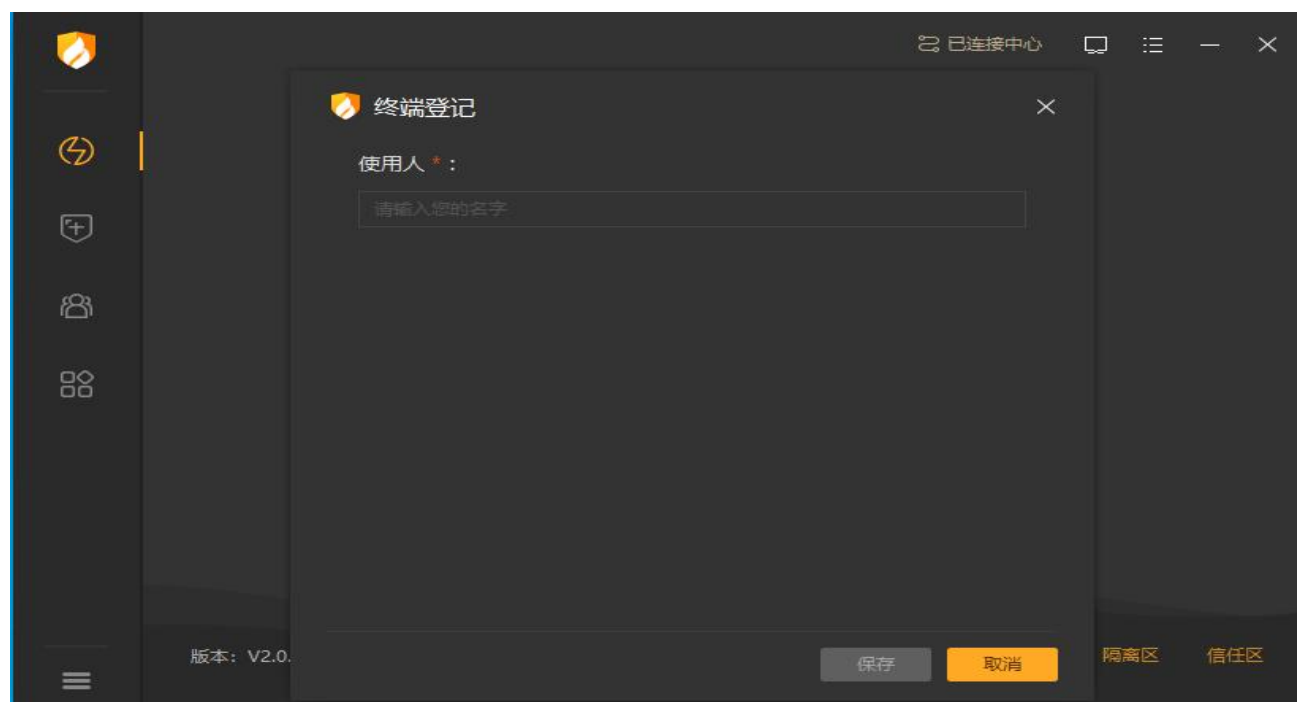 已连接中心
终端登记
使用人 * ：
请输入您的名字
版本：V2.0.
保存
取消
隔离区
信任区